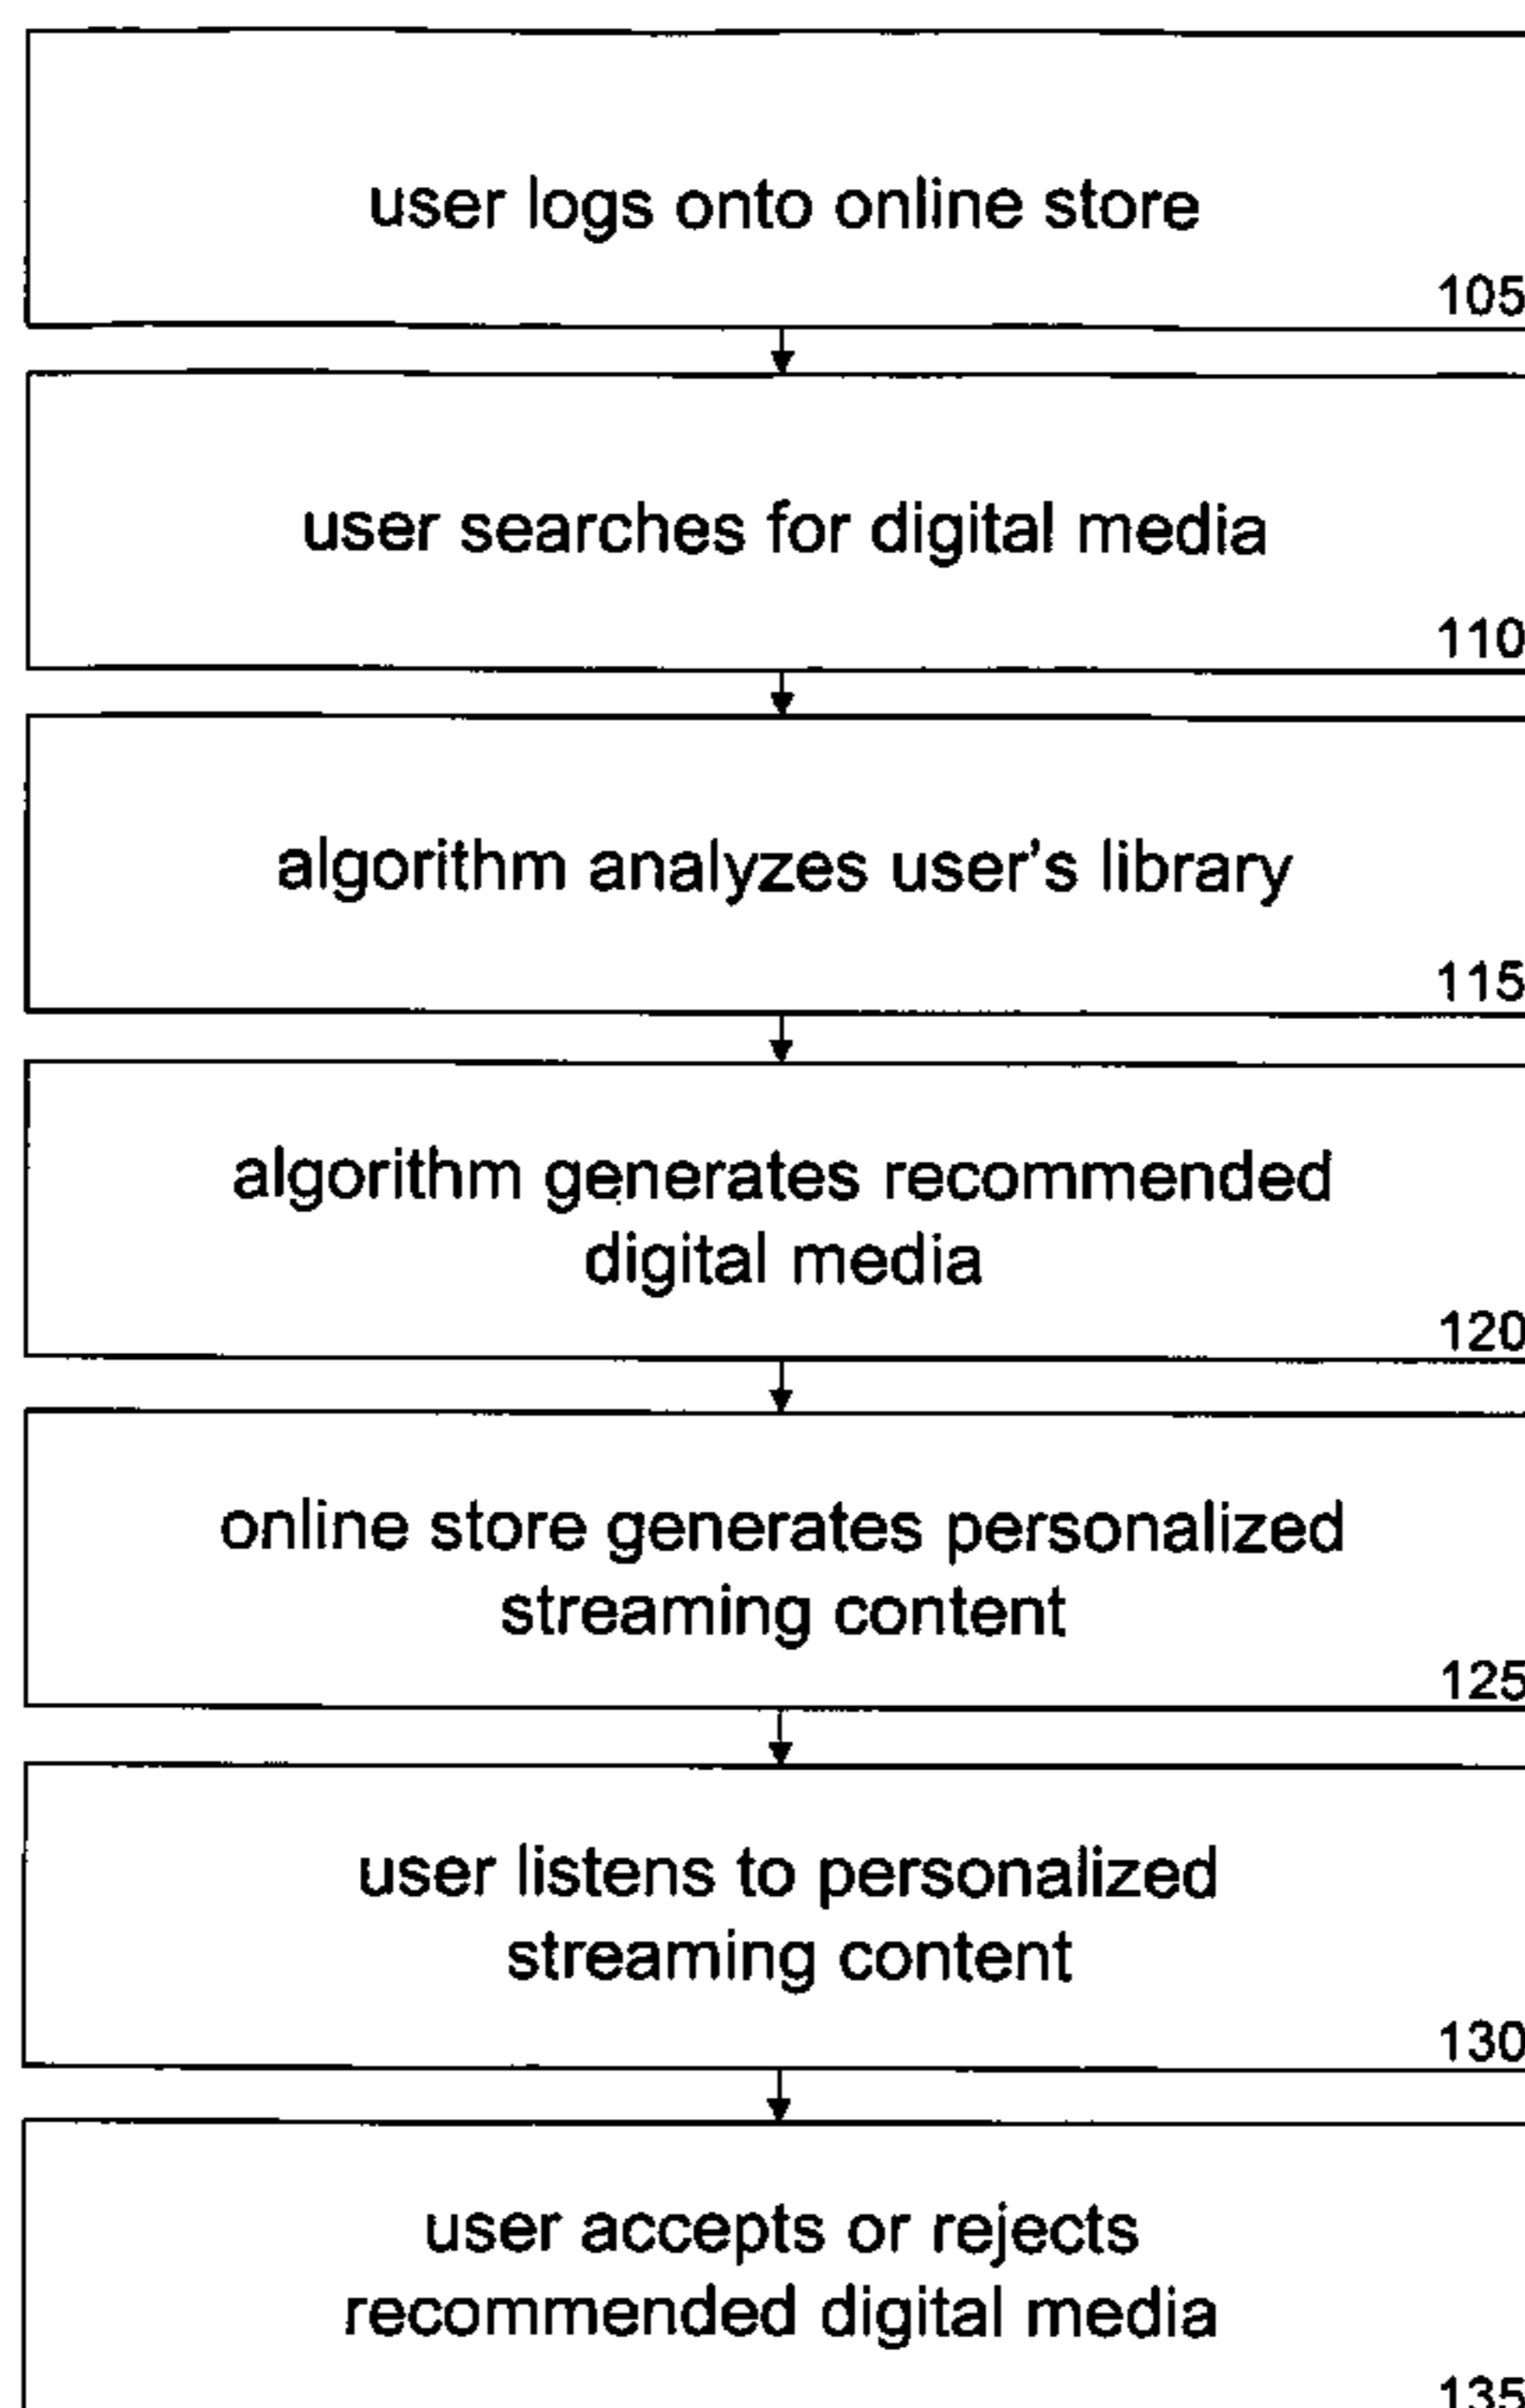 user logs onto online store
105
user searches for digital media
110
algorithm analyzes user's library
115
algorithm generates recommended
digital media
120
online store generates personalized
streaming content
125
user listens to personalized
streaming content
130
user accepts or rejects
recommended digital media
135